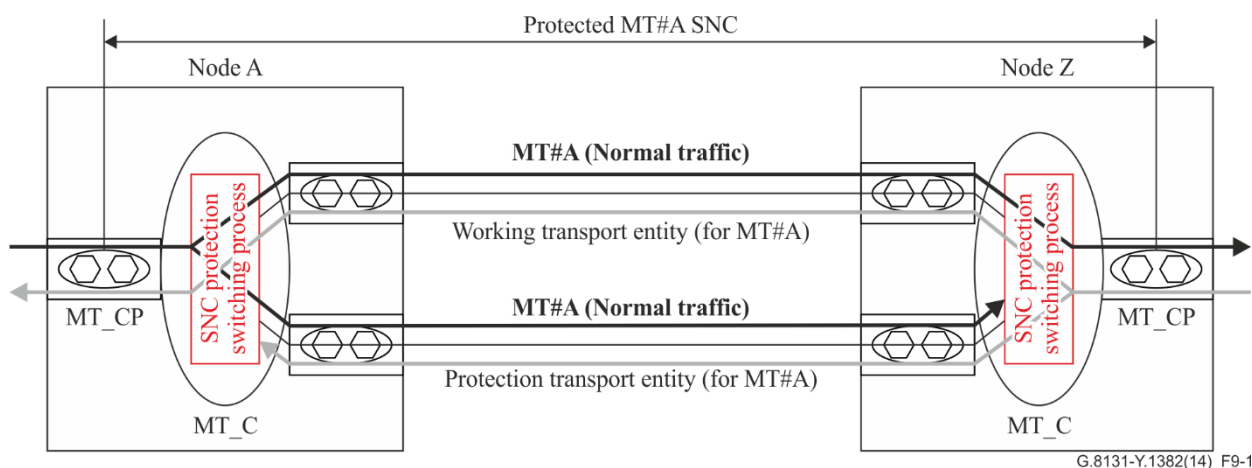 Protected MT#A SNC
Node A
Node Z
MT#A (Normal traffic)
Working transport entity (for MT#A)
SNC protection
switching process
SNC protection
switching process
MT_CP
MT_CP
MT#A (Normal traffic)
Protection transport entity (for MT#A)
MT_C
MT_C
G.8131-Y.1382(14)_F9-1